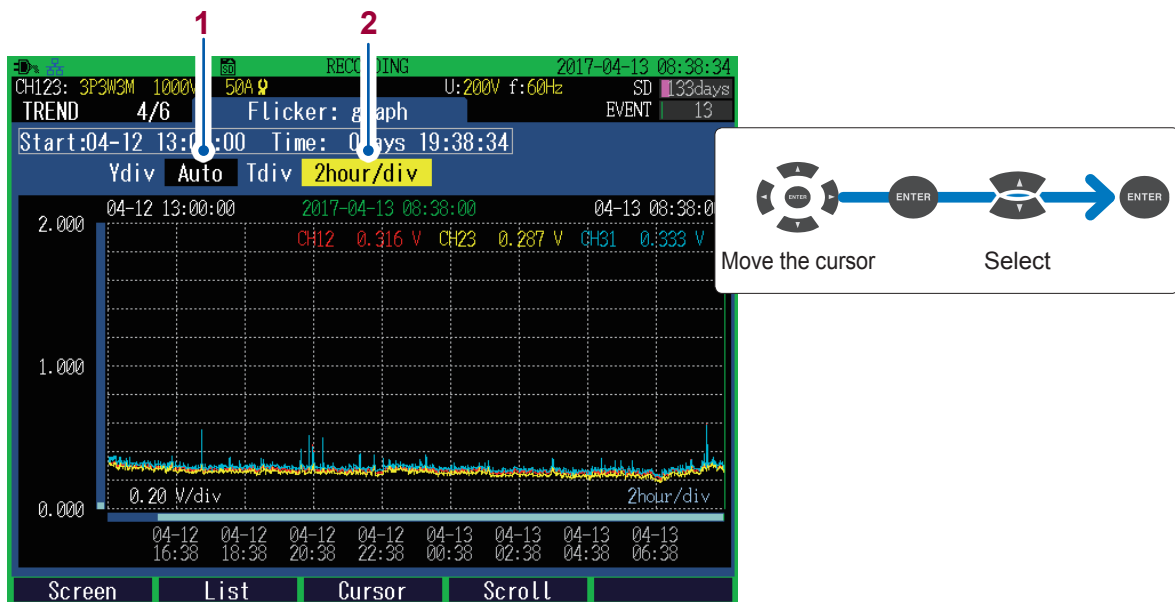 1 2
SD RECORDING 2017-04-13 08:38:34
CH123: 3P3W3M 1000V 50A U:200V f:60Hz SD 133days
TREND 4/6 Flicker: graph EVENT 13
Start:04-12 13:00:00 Time: 0days 19:38:34
Ydiv Auto Tdiv 2hour/div
04-12 13:00:00 2017-04-13 08:38:00 04-13 08:38:0
2.000
CH12 0.316 V CH23 0.287 V CH31 0.333 V
1.000
0.20 V/div 2hour/div
0.000
04-12 04-12 04-12 04-12 04-13 04-13 04-13 04-13
16:38 18:38 20:38 22:38 00:38 02:38 04:38 06:38
Screen List Cursor Scroll
ENTER ENTER ENTER
Move the cursor Select